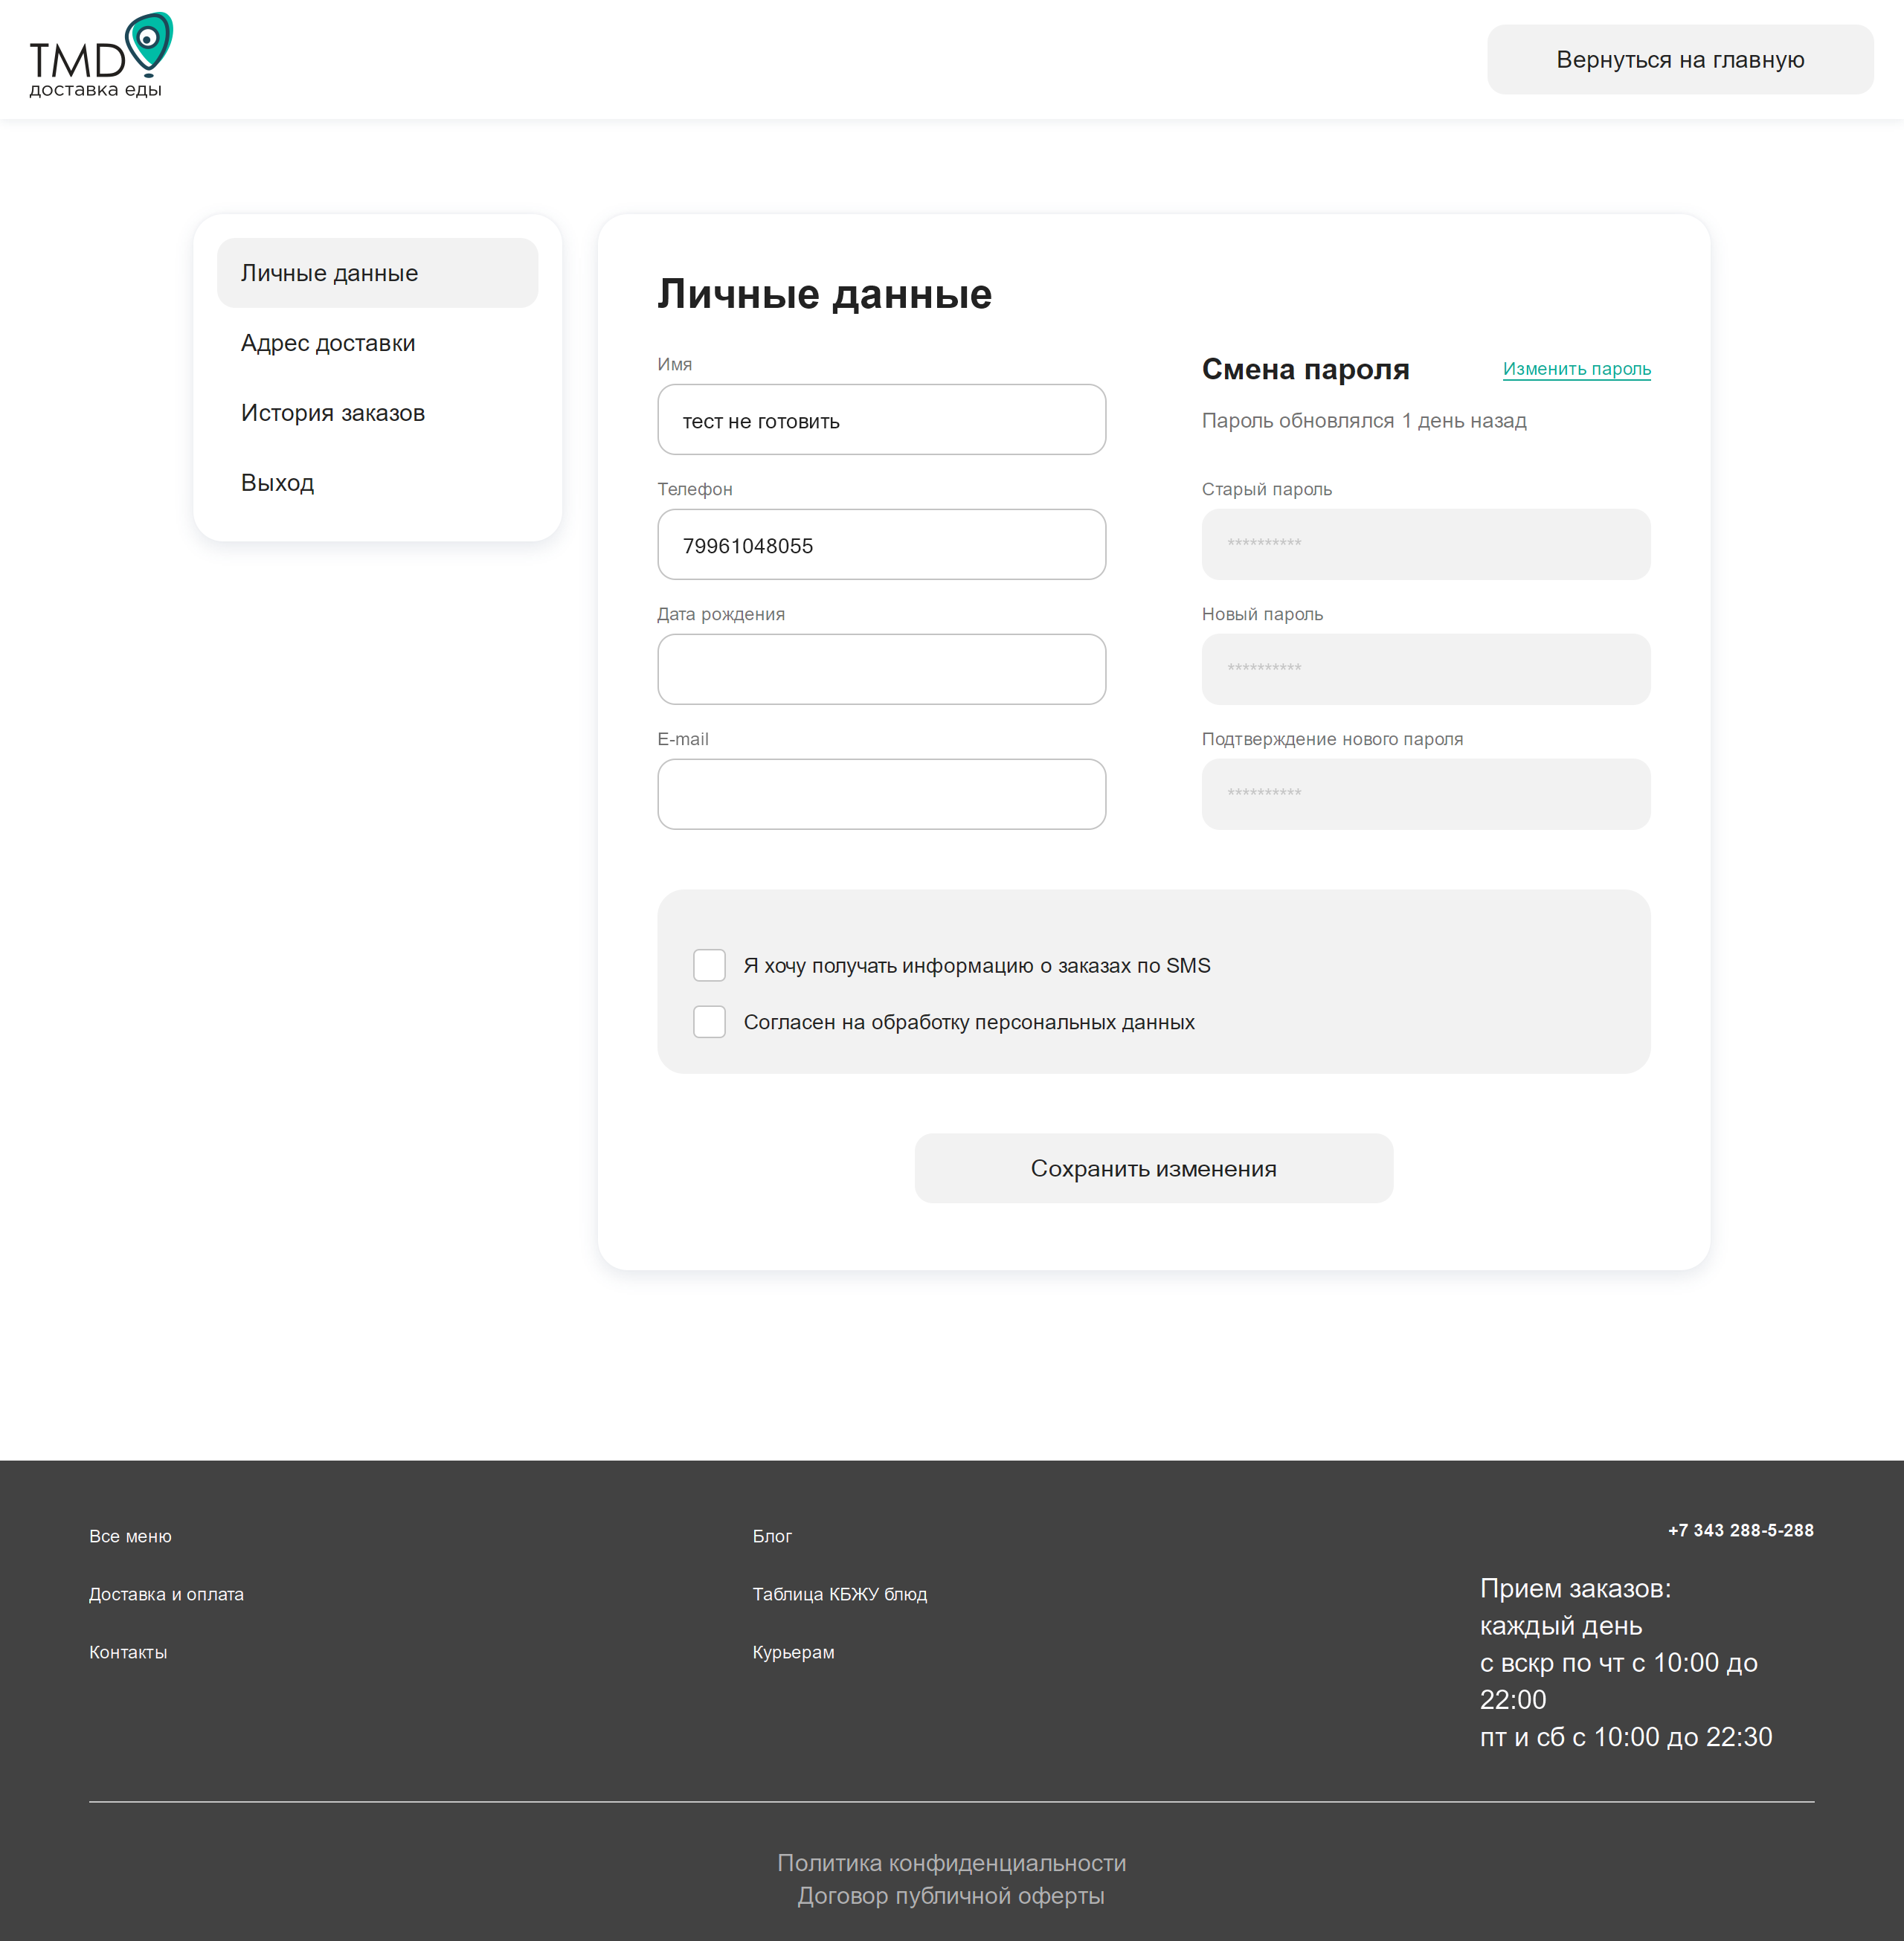 TMD
доставка еды
Вернуться на главную
Личные данные
Адрес доставки
История заказов
Выход
Личные данные
Имя
тест не готовить
Телефон
79961048055
Дата рождения
E-mail
Смена пароля
Изменить пароль
Пароль обновлялся 1 день назад
Старый пароль
**********
Новый пароль
**********
Подтверждение нового пароля
**********
Я хочу получать информацию о заказах по SMS
Согласен на обработку персональных данных
Сохранить изменения
Все меню
Доставка и оплата
Контакты
Блог
Таблица КБЖУ блюд
Курьерам
+7 343 288-5-288
Прием заказов:
каждый день
с вскр по чт с 10:00 до
22:00
пт и сб с 10:00 до 22:30
Политика конфиденциальности
Договор публичной оферты